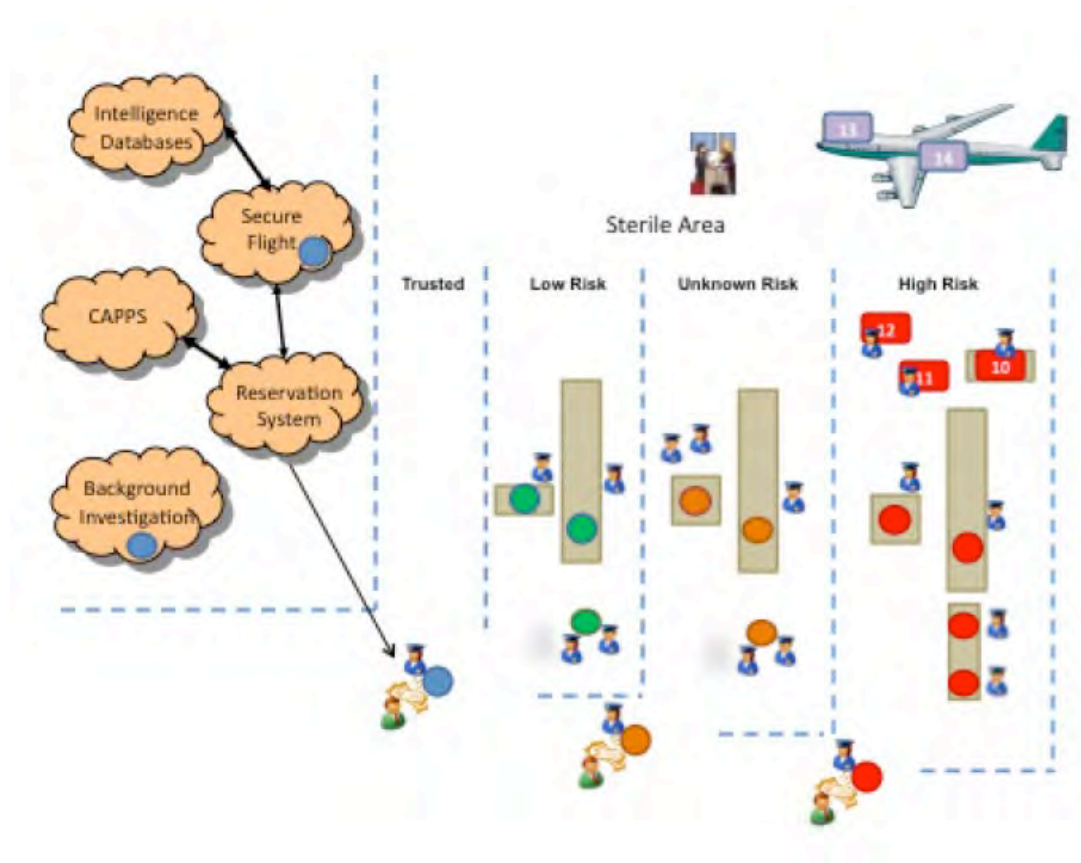 Intelligence
Databases
Secure
Flight
CAPPS
Reservation
System
Background
Investigation
13
14
Sterile Area
Trusted
Low Risk
Unknown Risk
High Risk
12
11
10